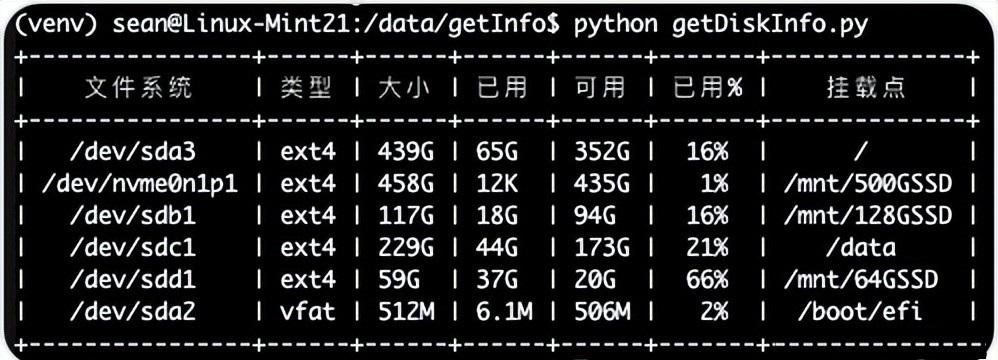 (venv) sean@Linux-Mint21:/data/getInfo$ python getDiskInfo.py
+----------------+------+------+------+------+-------+---------------+
| 文件系统 | 类型 | 大小 | 已用 | 可用 | 已用% | 挂载点 |
+----------------+------+------+------+------+-------+---------------+
| /dev/sda3 | ext4 | 439G | 65G | 352G | 16% | / |
| /dev/nvme0n1p1 | ext4 | 458G | 12K | 435G | 1% | /mnt/500GSSD |
| /dev/sdb1 | ext4 | 117G | 18G | 94G | 16% | /mnt/128GSSD |
| /dev/sdc1 | ext4 | 229G | 44G | 173G | 21% | /data |
| /dev/sdd1 | ext4 | 59G | 37G | 20G | 66% | /mnt/64GSSD |
| /dev/sda2 | vfat | 512M | 6.1M | 506M | 2% | /boot/efi |
+----------------+------+------+------+------+-------+---------------+